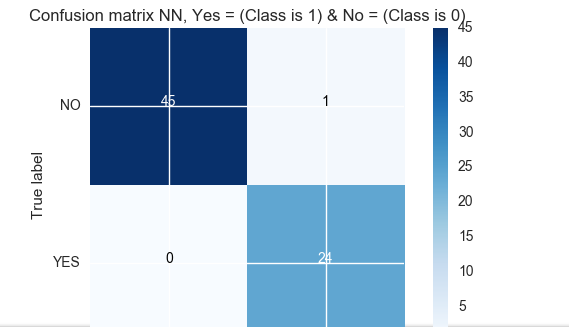 Confusion matrix NN, Yes = (Class is 1) & No = (Class is 0)
45
40
35
30
25
20
15
10
5
True label
NO
45 1
YES
0 24